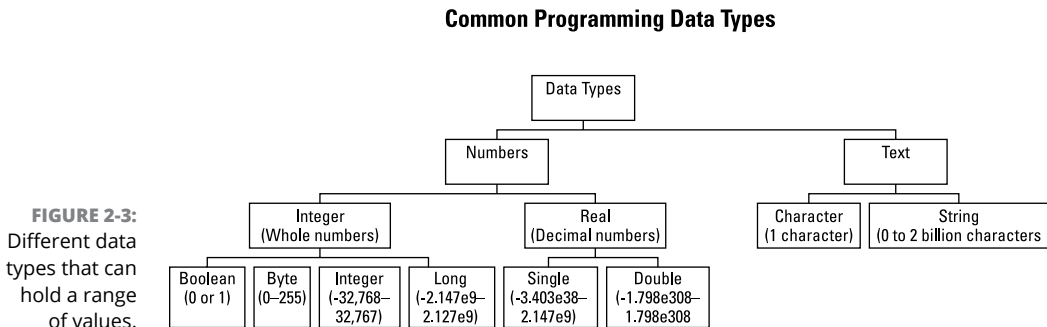 Common Programming Data Types
Data Types
Numbers
Text
Integer
(Whole numbers)
Real
(Decimal numbers)
Character
(1 character)
String
(0 to 2 billion characters
Boolean
(0 or 1)
Byte
(0–255)
Integer
(-32,768–
32,767)
Long
(-2.147e9–
2.127e9)
Single
(-3.403e38–
2.147e9)
Double
(-1.798e308–
1.798e308
FIGURE 2-3:
Different data
types that can
hold a range
of values.